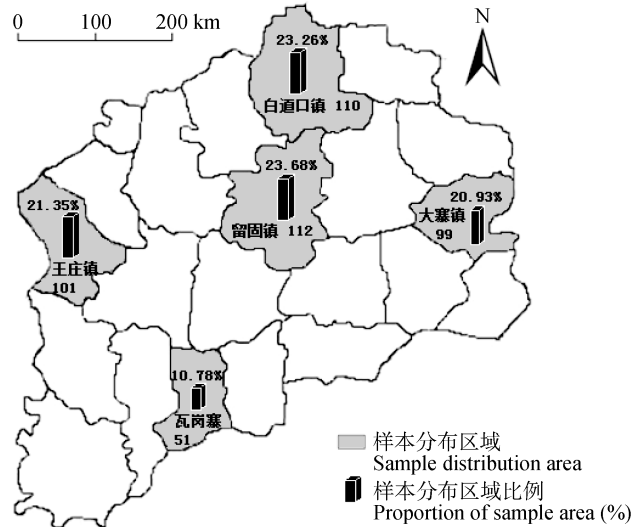 0 100 200 km
N
23.26%
白道口镇 110
23.68%
留固镇 112
20.93%
大寨镇
99
21.35%
王庄镇
101
10.78%
瓦岗寨
51
样本分布区域
Sample distribution area
样本分布区域比例
Proportion of sample area (%)